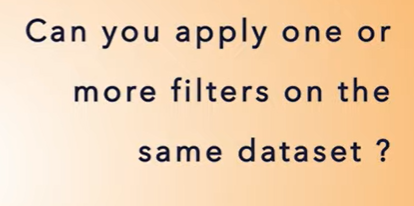 Can you apply one or
more filters on the
same dataset ?